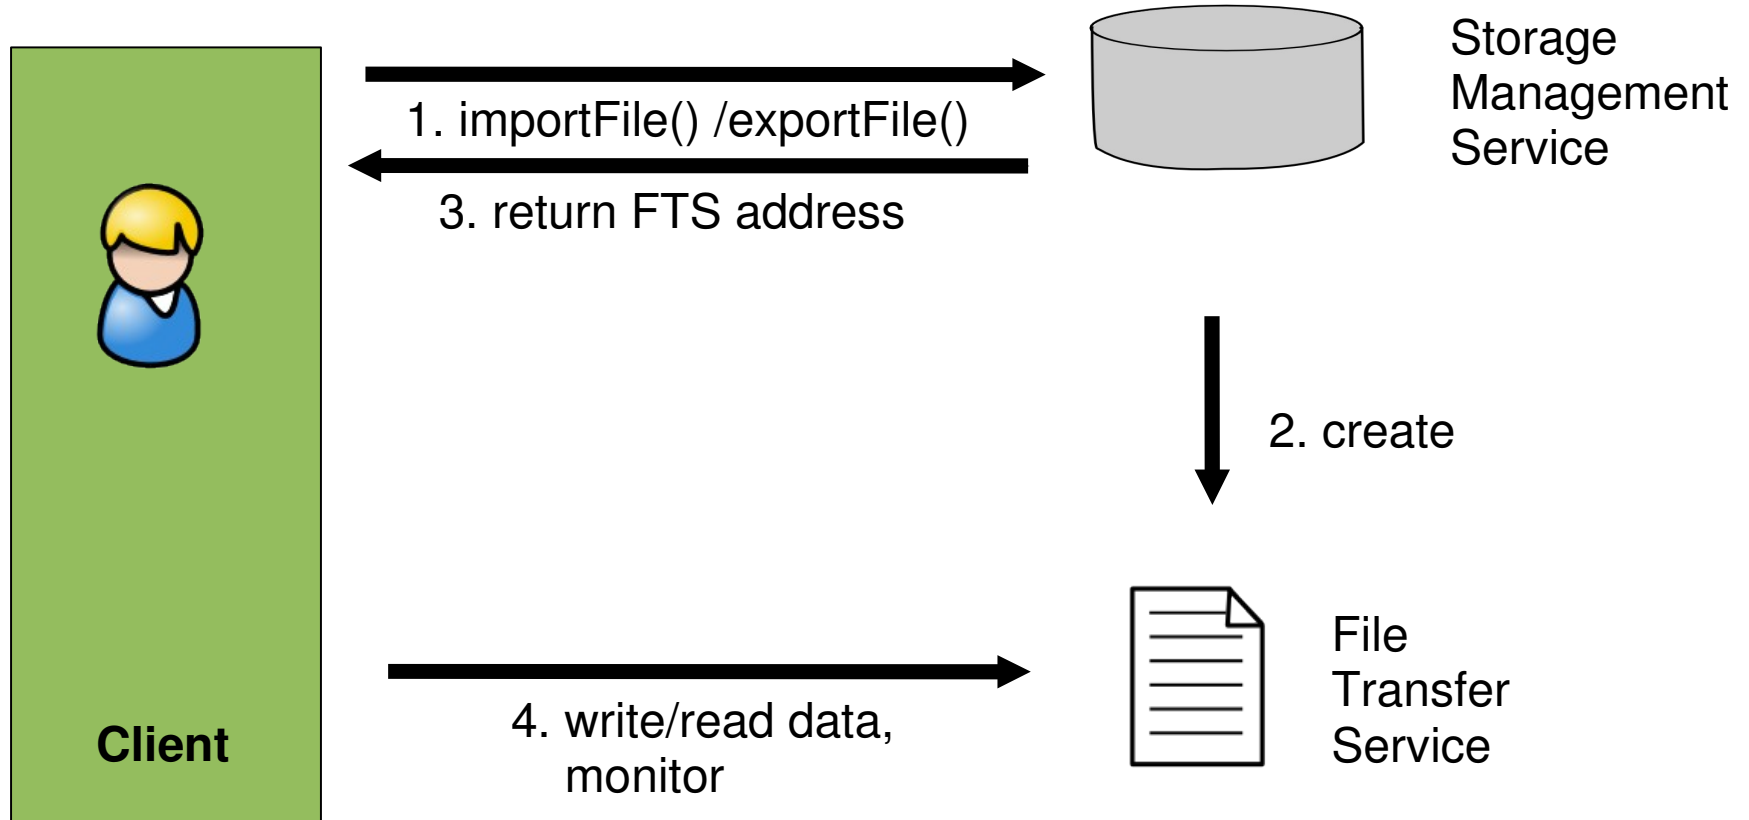 Storage
Management
Service
1. importFile() /exportFile()
3. return FTS address
2. create
File
Transfer
Service
4. write/read data,
monitor
Client